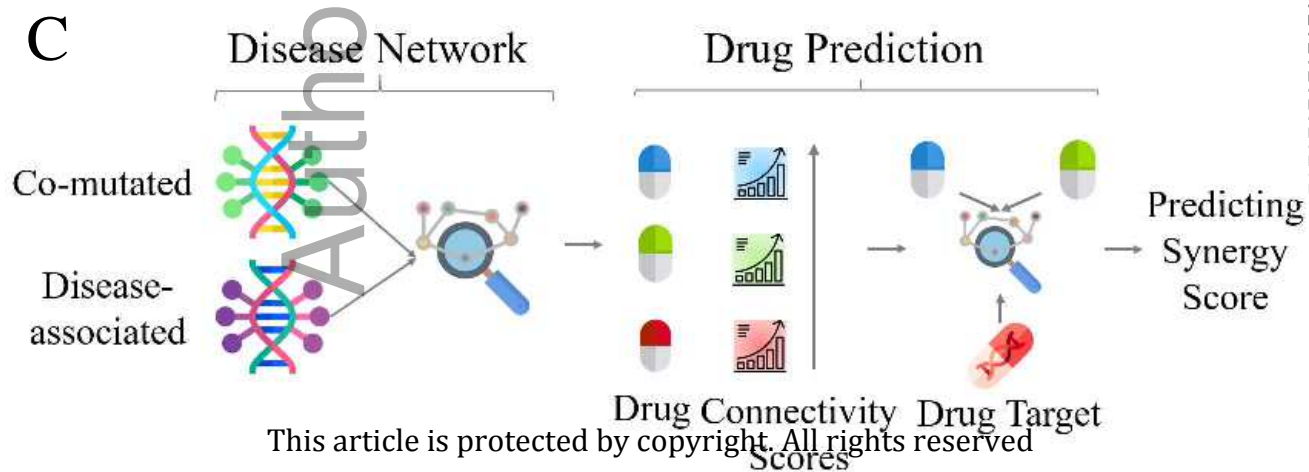 C
Disease Network
Drug Prediction
Co-mutated
Disease-
associated
Predicting
Synergy
Score
Drug
Connectivity
Scores
Drug Target
This article is protected by copyright. All rights reserved
Autho